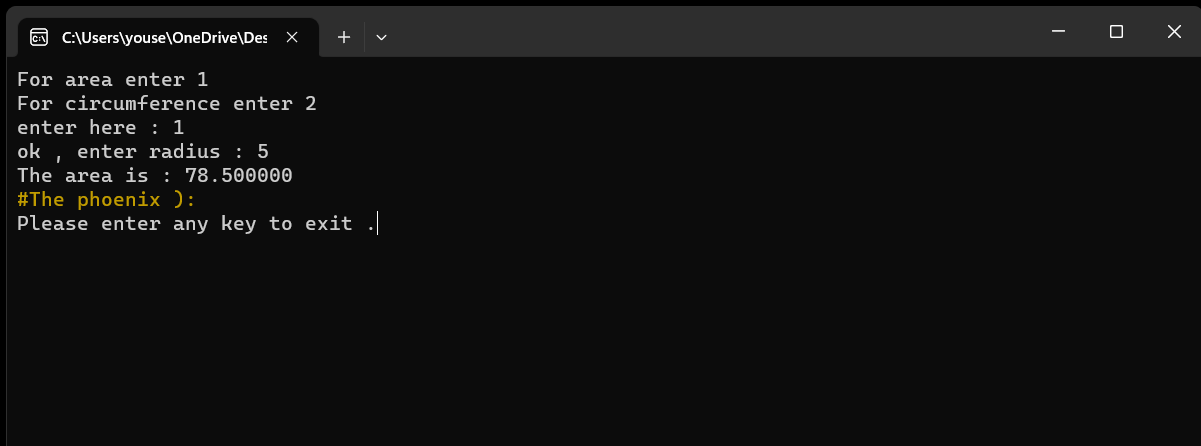 C:\Users\youse\OneDrive\Des
For area enter 1
For circumference enter 2
enter here : 1
ok , enter radius : 5
The area is : 78.500000
#The phoenix ):
Please enter any key to exit .